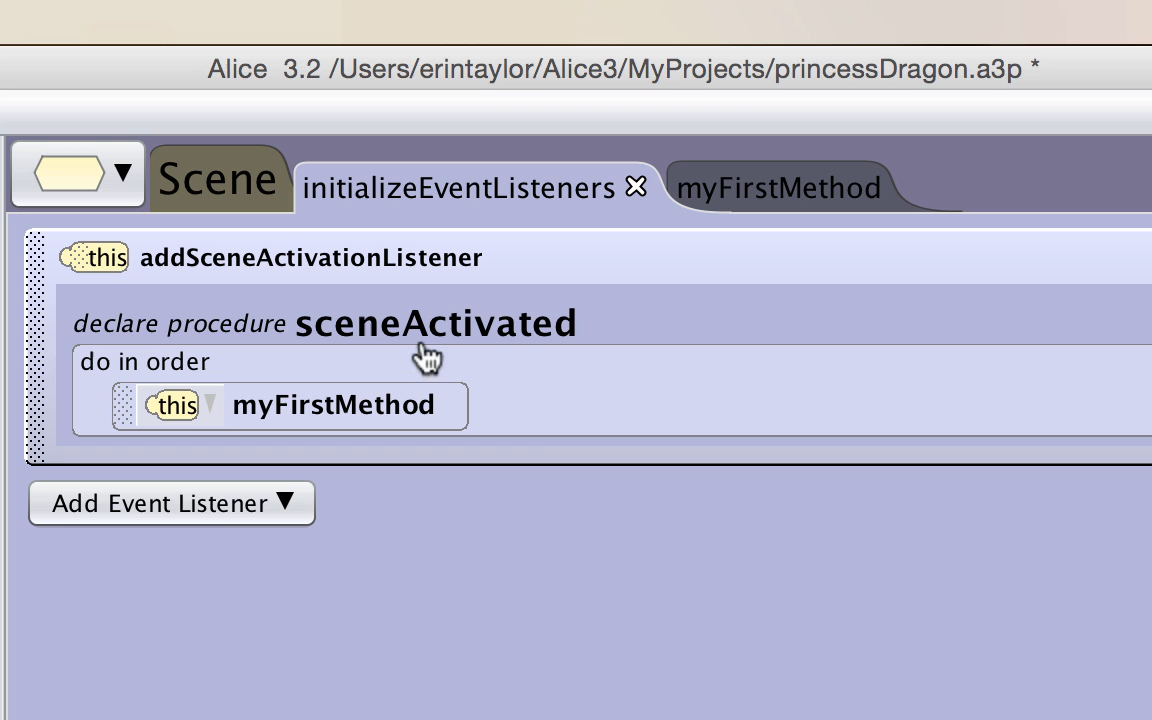 Alice 3.2 /Users/erintaylor/Alice3/MyProjects/princessDragon.a3p *
Scene initializeEventListeners myFirstMethod
this addSceneActivationListener
declare procedure sceneActivated
do in order
this myFirstMethod
Add Event Listener